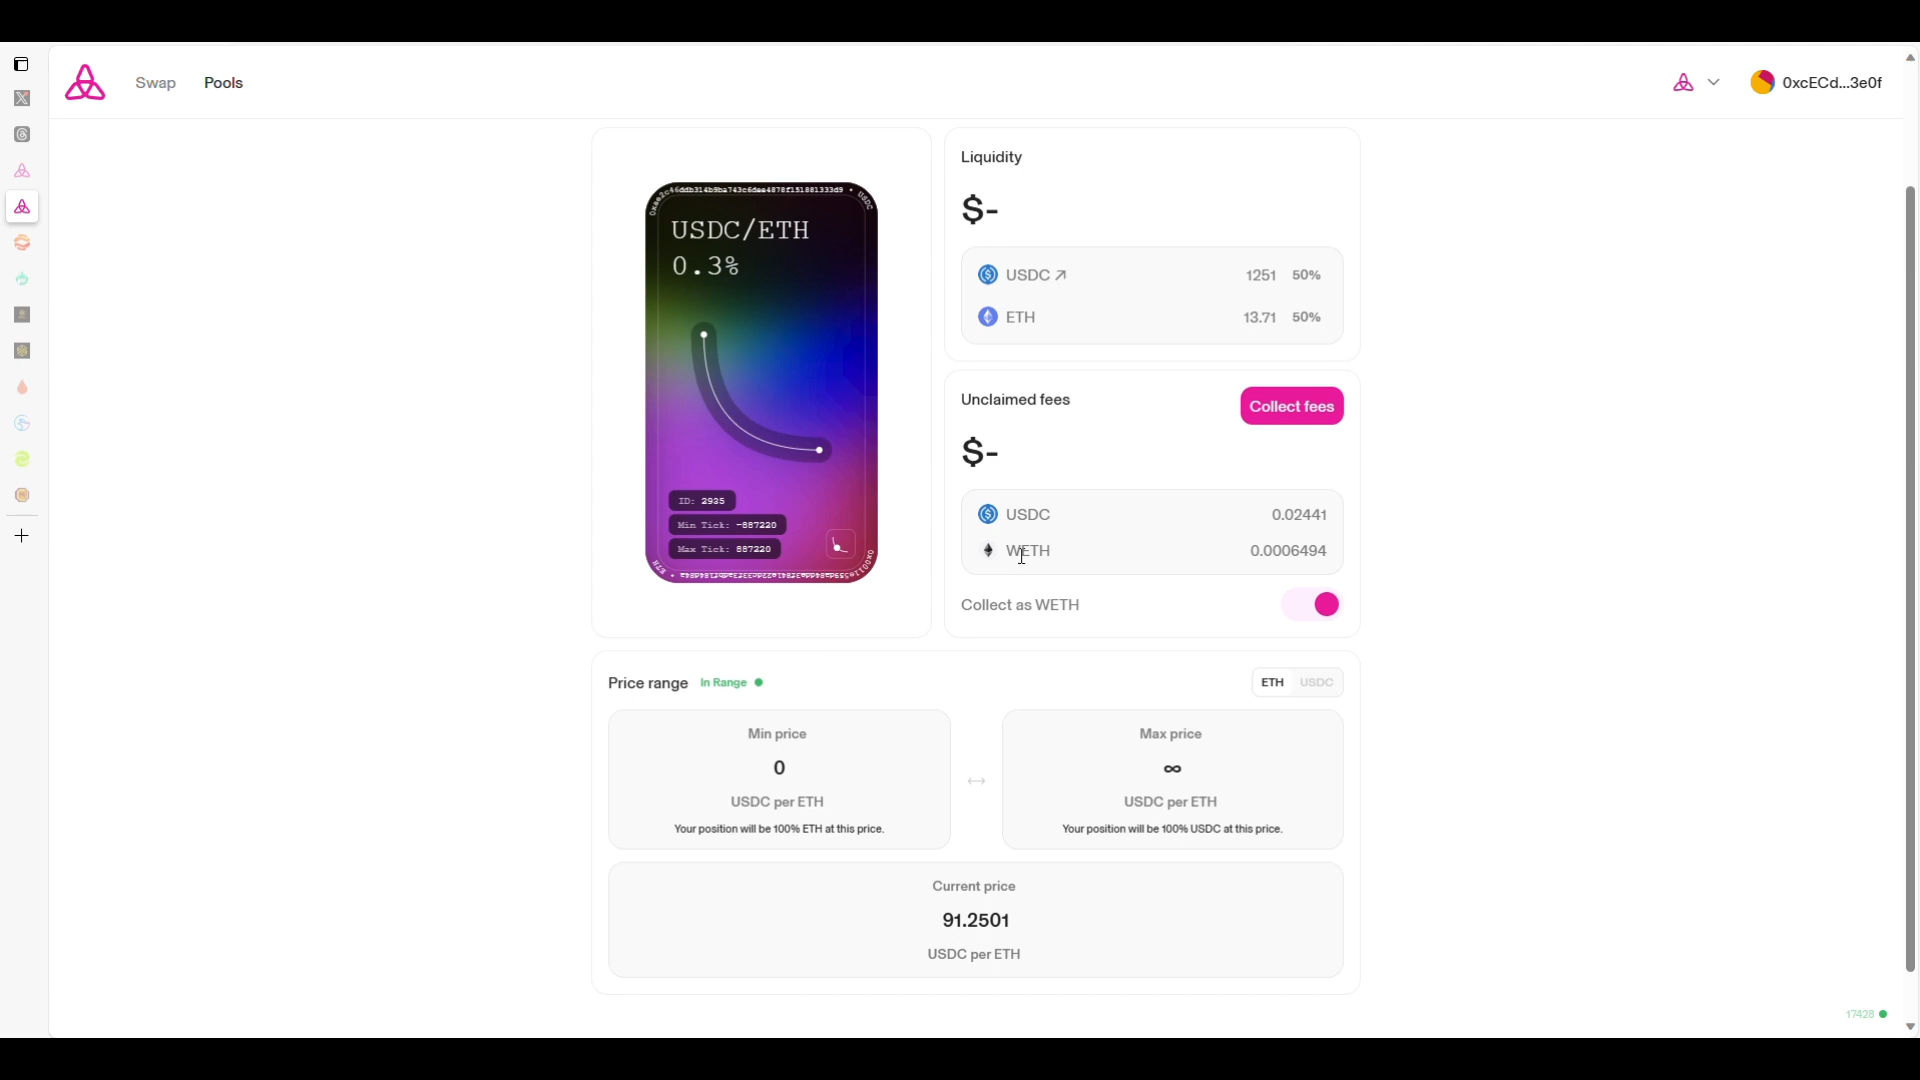 Swap
Pools
0xcECd...3e0f
USDC/ETH
0.3%
ID: 2935
Min Tick: -887220
Max Tick: 887220
Liquidity
$-
USDC ↗ 1251 50%
ETH 13.71 50%
Unclaimed fees
Collect fees
$-
USDC 0.02441
WETH 0.0006494
Collect as WETH
Price range In Range
ETH USDC
Min price
0
USDC per ETH
Your position will be 100% ETH at this price.
Max price
∞
USDC per ETH
Your position will be 100% USDC at this price.
Current price
91.2501
USDC per ETH
17428